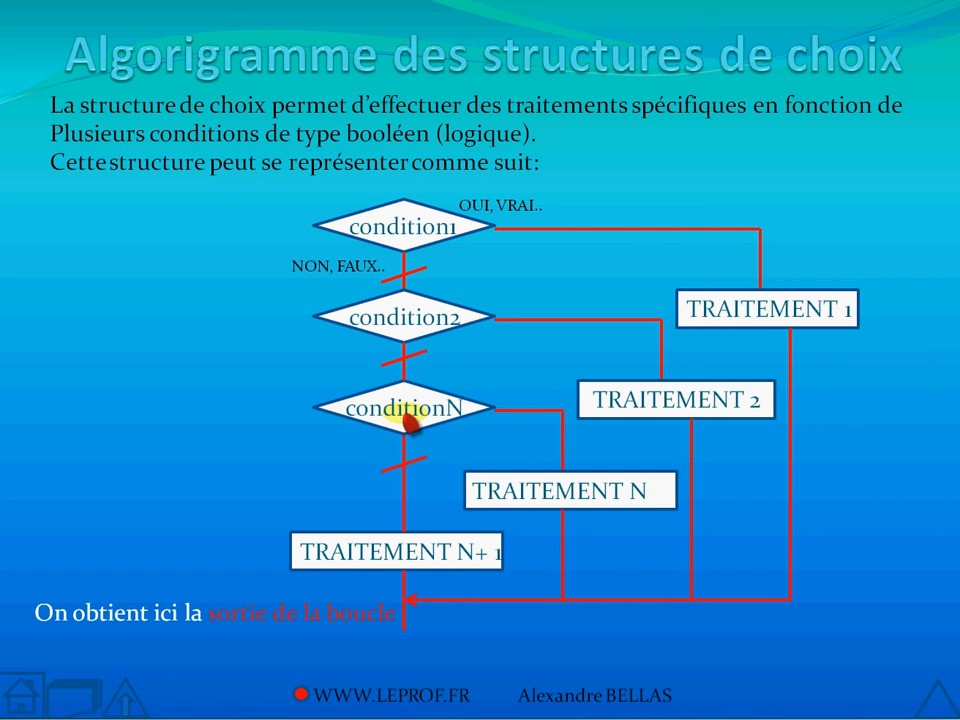 Algorigramme des structures de choix
La structure de choix permet d’effectuer des traitements spécifiques en fonction de
Plusieurs conditions de type booléen (logique).
Cette structure peut se représenter comme suit:
OUI, VRAI..
condition1
NON, FAUX..
condition2
TRAITEMENT 1
conditionN
TRAITEMENT 2
TRAITEMENT N
TRAITEMENT N+ 1
On obtient ici la sortie de la boucle
WWW.LEPROF.FR Alexandre BELLAS